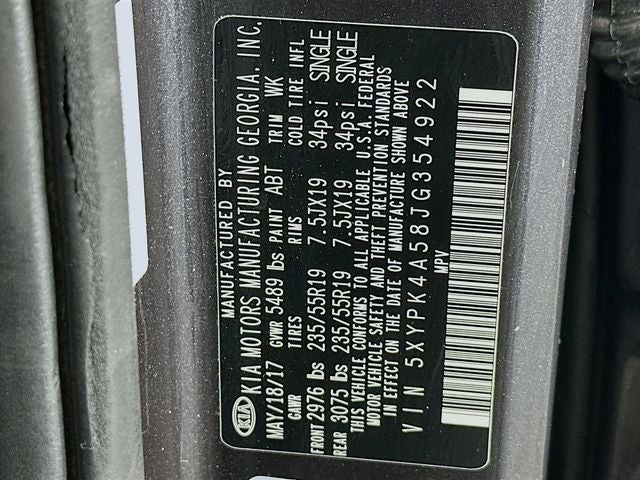 MANUFACTURED BY
KIA KIA MOTORS MANUFACTURING GEORGIA. INC.
MAY/18/17 GVWR 5489 lbs PAINT ABT TRIM WK
GAWR TIRES RIMS COLD TIRE INFL
FRONT 2976 lbs 235/55R19 7.5JX19 34psi SINGLE
REAR 3075 lbs 235/55R19 7.5JX19 34psi SINGLE
THIS VEHICLE CONFORMS TO ALL APPLICABLE U.S.A. FEDERAL
MOTOR VEHICLE SAFETY AND THEFT PREVENTION STANDARDS
IN EFFECT ON THE DATE OF MANUFACTURE SHOWN ABOVE
VIN 5XYPK4A58JG354922
MPV